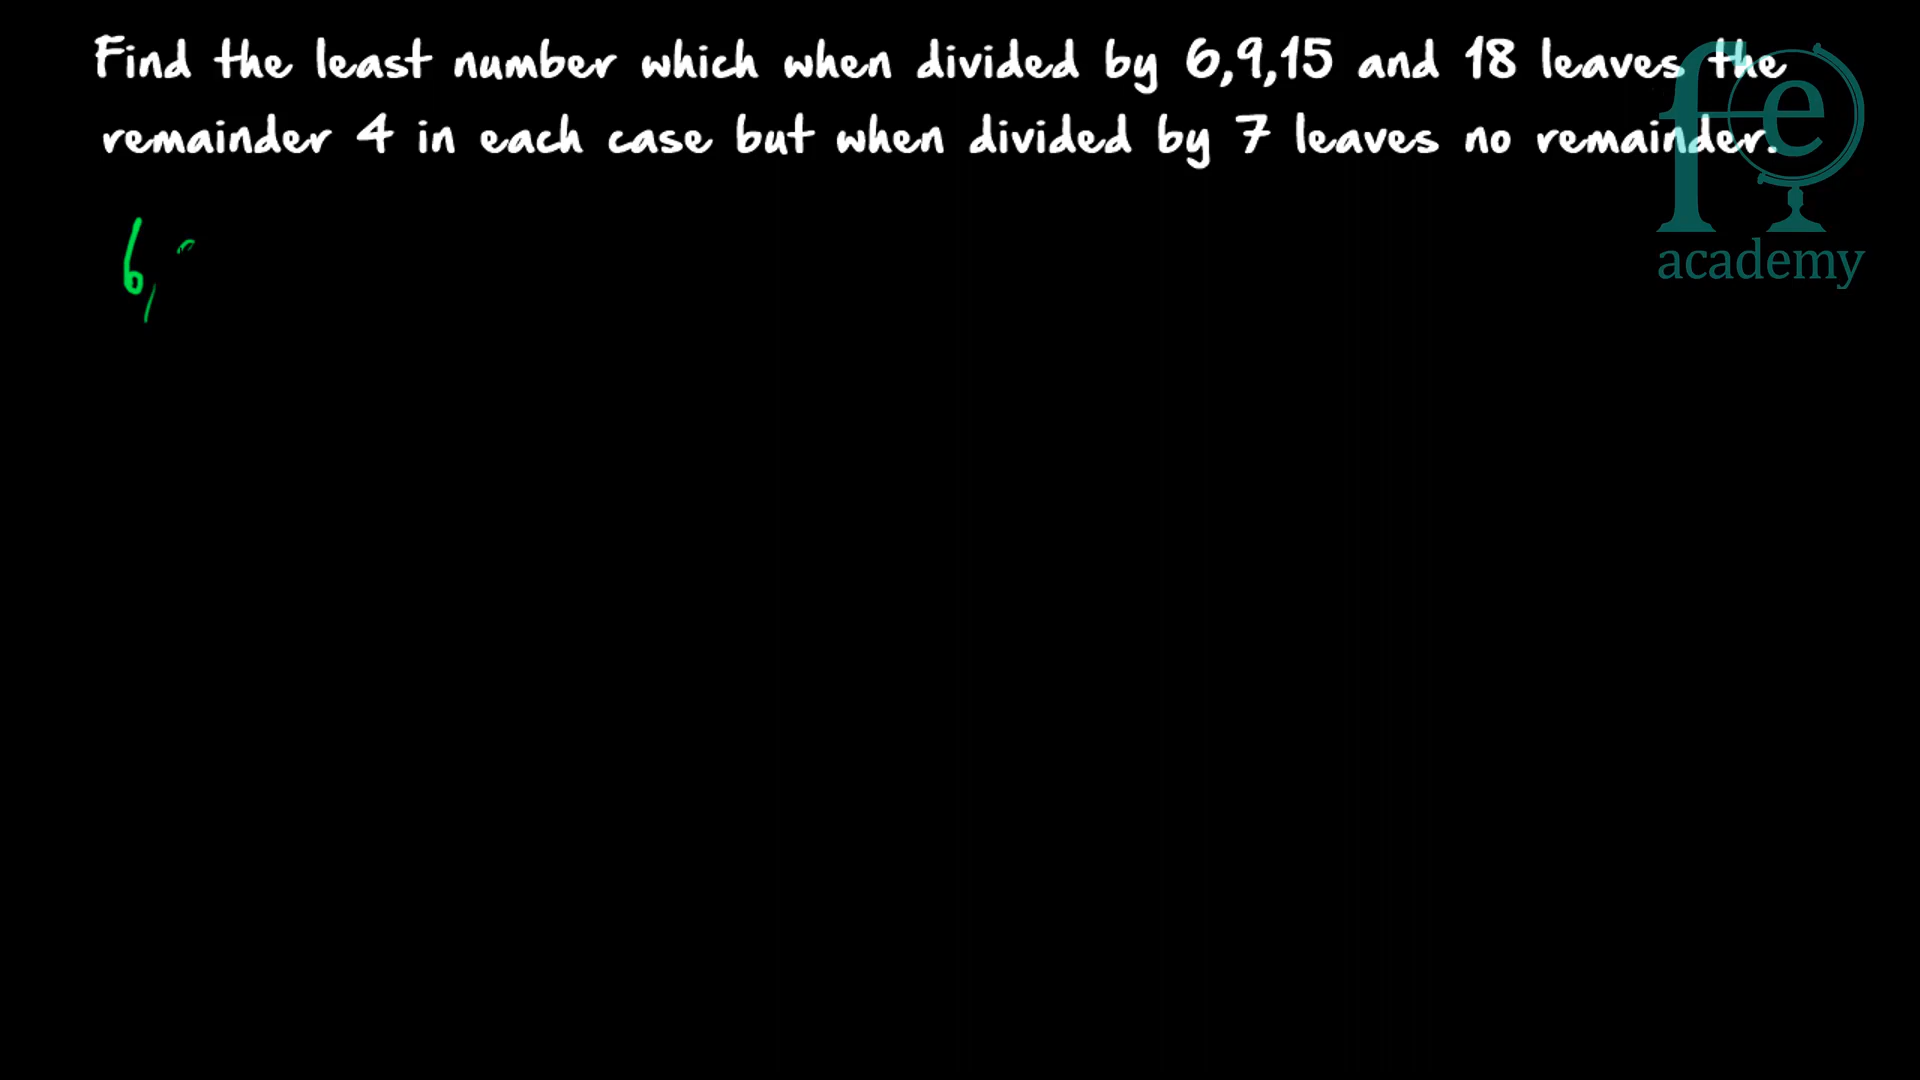 Find the least number which when divided by 6,9,15 and 18 leaves the
remainder 4 in each case but when divided by 7 leaves no remainder.
fe
academy
6,